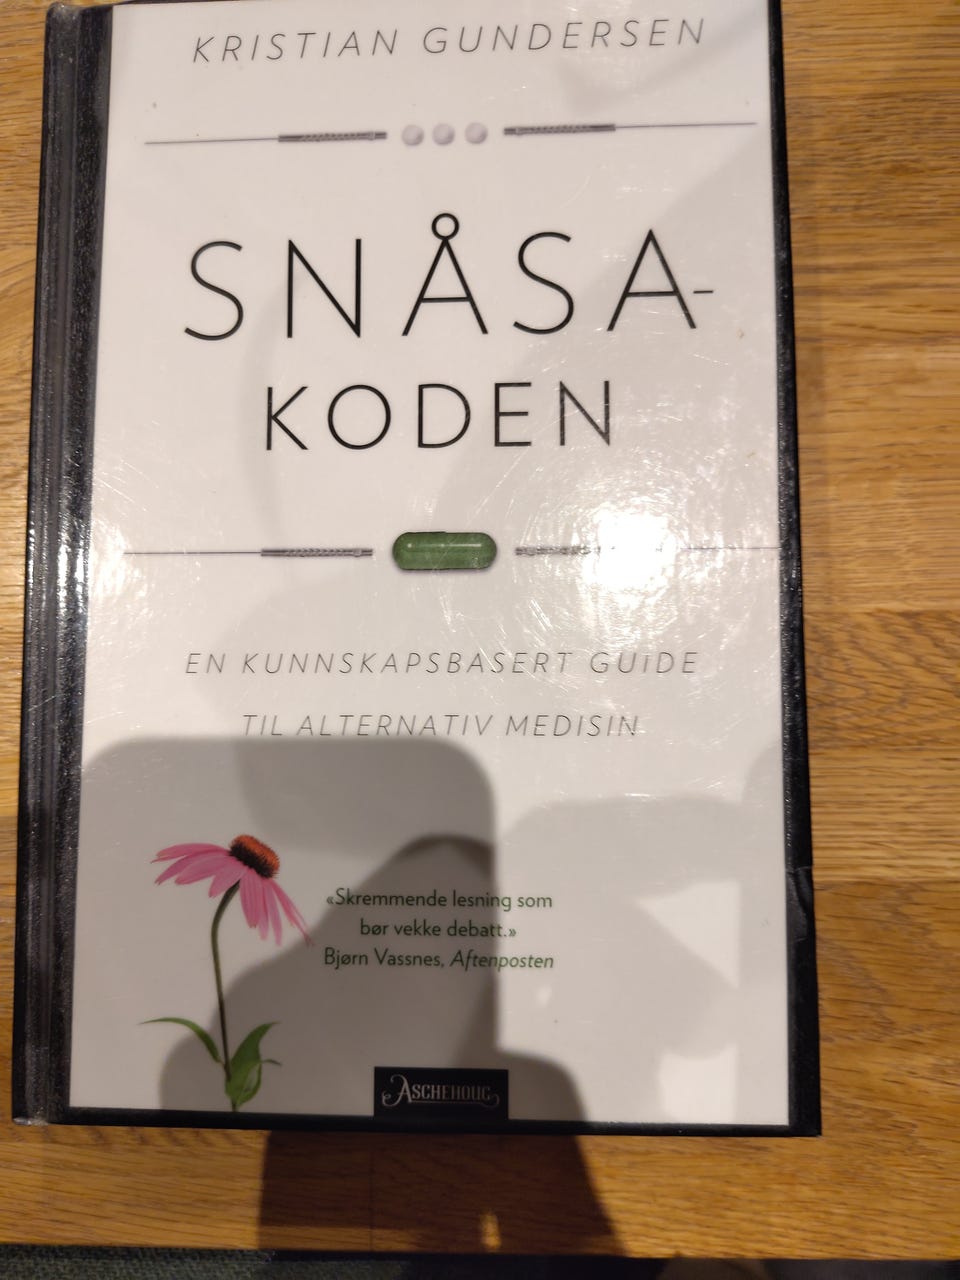 KRISTIAN GUNDERSEN
SNÅSA-
KODEN
EN KUNNSKAPSBASERT GUIDE
TIL ALTERNATIV MEDISIN
«Skremmende lesning som
bør vekke debatt.»
Bjørn Vassnes, Aftenposten
ASCHEHOUG